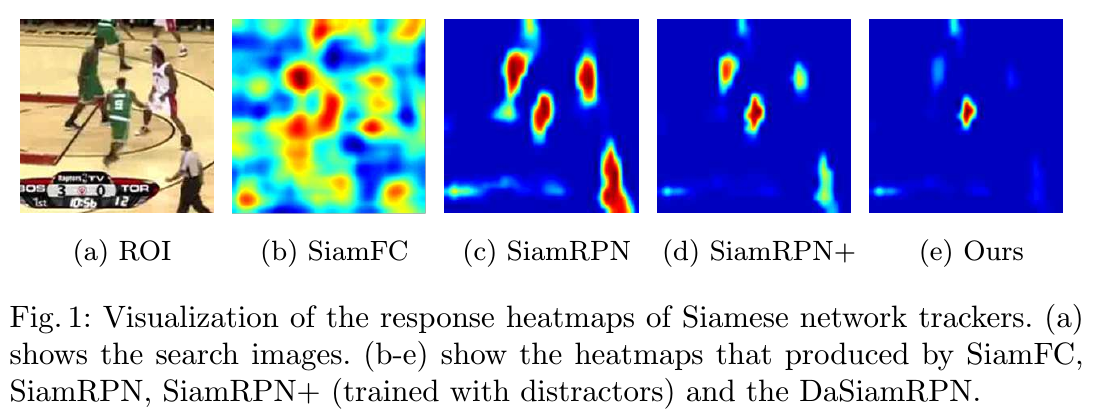 9
Raptors TV
BOS 3 0 TOR
1st 10:56 12
(a) ROI (b) SiamFC (c) SiamRPN (d) SiamRPN+ (e) Ours
Fig. 1: Visualization of the response heatmaps of Siamese network trackers. (a)
shows the search images. (b-e) show the heatmaps that produced by SiamFC,
SiamRPN, SiamRPN+ (trained with distractors) and the DaSiamRPN.